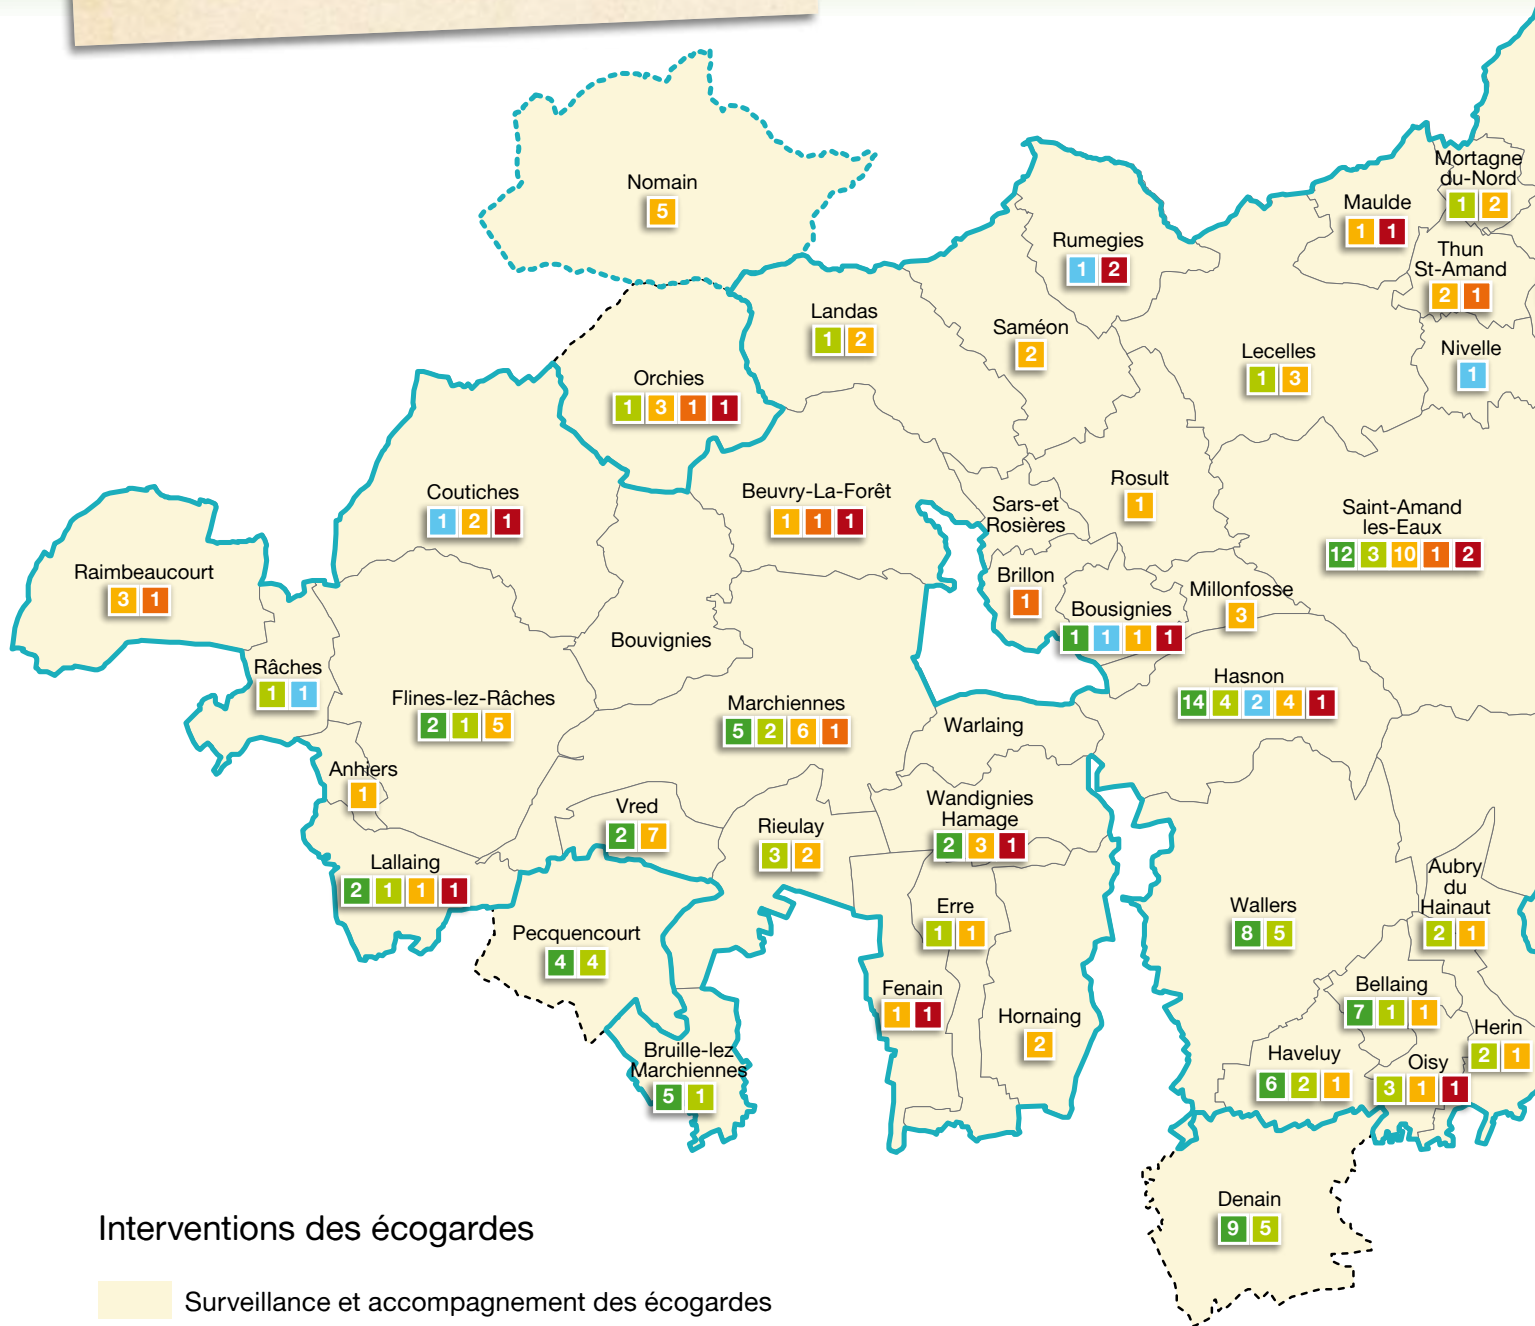 Nomain
5
Mortagne
du-Nord
1 2
Maulde
1 1
Rumegies
1 2
Thun
St-Amand
2 1
Landas
1 2
Saméon
2
Lecelles
1 3
Nivelle
1
Orchies
1 3 1 1
Coutiches
1 2 1
Beuvry-La-Forêt
1 1 1
Rosult
1
Sars-et
Rosières
Saint-Amand
les-Eaux
12 3 10 1 2
Raimbeaucourt
3 1
Brillon
1
Millonfosse
3
Bousignies
1 1 1 1
Bouvignies
Râches
1 1
Hasnon
14 4 2 4 1
Flines-lez-Râches
2 1 5
Marchiennes
5 2 6 1
Warlaing
Anhiers
1
Vred
2 7
Rieulay
3 2
Wandignies
Hamage
2 3 1
Lallaing
2 1 1 1
Aubry
du
Hainaut
2 1
Erre
1 1
Wallers
8 5
Pecquencourt
4 4
Fenain
1 1
Bellaing
7 1 1
Hornaing
2
Herin
2 1
Bruille-lez
Marchiennes
5 1
Haveluy
6 2 1
Oisy
3 1 1
Denain
9 5
Interventions des écogardes
Surveillance et accompagnement des écogardes